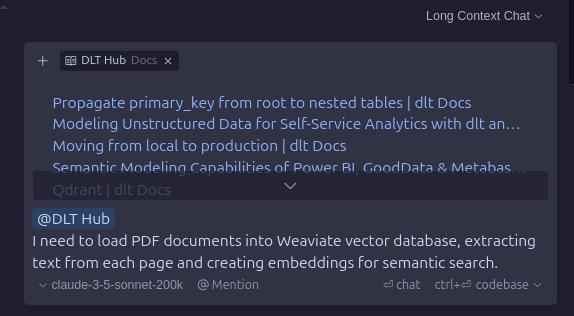 Long Context Chat
+ DLT Hub Docs ×
Propagate primary_key from root to nested tables | dlt Docs
Modeling Unstructured Data for Self-Service Analytics with dlt an…
Moving from local to production | dlt Docs
Semantic Modeling Capabilities of Power BI, GoodData & Metabas…
Qdrant | dlt Docs
@DLT Hub
I need to load PDF documents into Weaviate vector database, extracting
text from each page and creating embeddings for semantic search.
claude-3-5-sonnet-200k @ Mention ⏎ chat ctrl+⏎ codebase